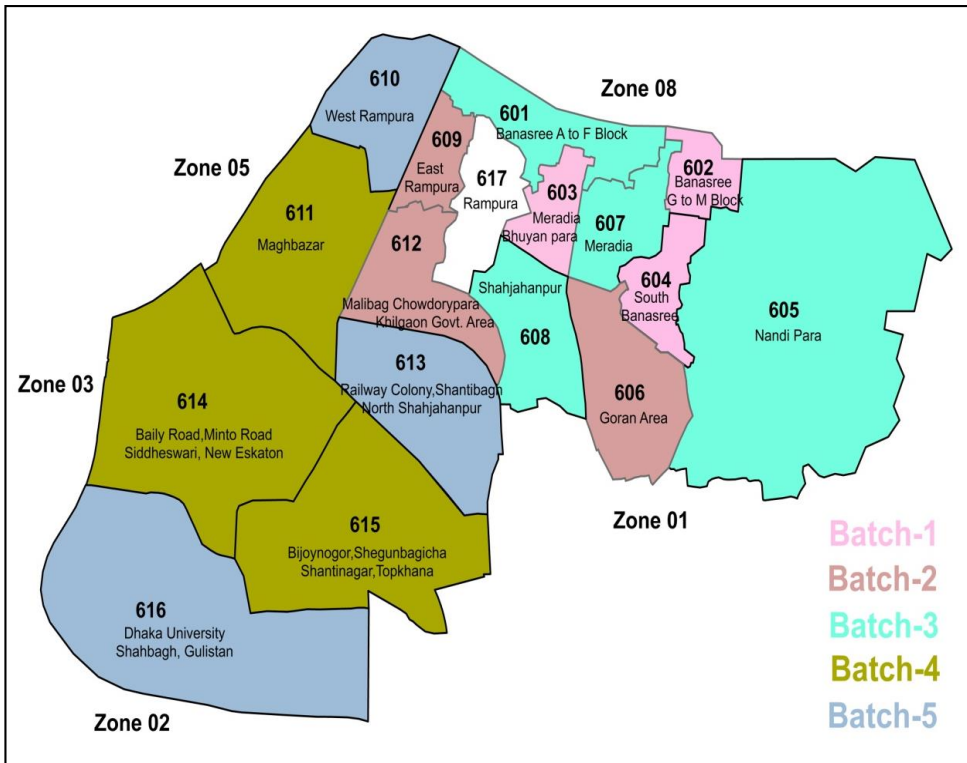 610
West Rampura
Zone 08
601
Banasree A to F Block
609
East
Rampura
Zone 05
617
Rampura
603
Meradia
Bhuyan para
602
Banasree
G to M Block
611
Maghbazar
612
Malibag Chowdorypara
Khilgaon Govt. Area
607
Meradia
604
South
Banasree
Shahjahanpur
608
605
Nandi Para
613
Railway Colony,Shantibagh
North Shahjahanpur
Zone 03
614
Baily Road,Minto Road
Siddheswari, New Eskaton
606
Goran Area
Zone 01
615
Bijoynogor,Shegunbagicha
Shantinagar,Topkhana
616
Dhaka University
Shahbagh, Gulistan
Zone 02
Batch-1
Batch-2
Batch-3
Batch-4
Batch-5